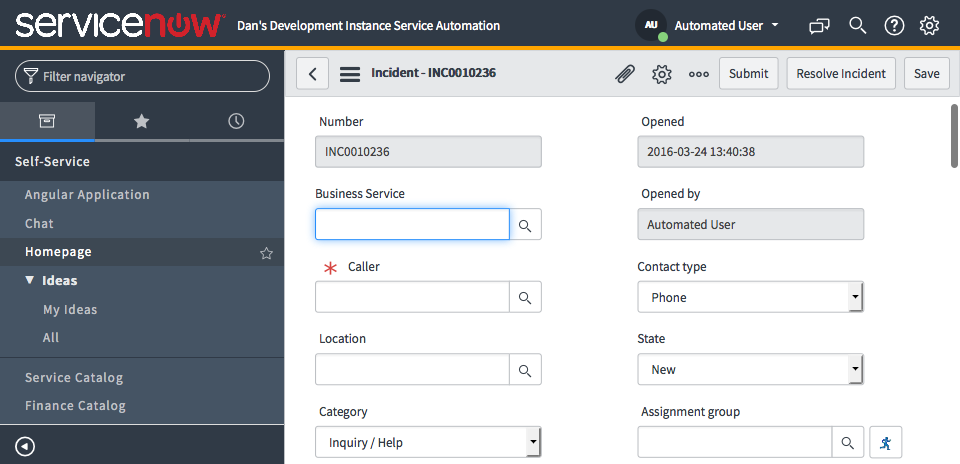 servicenow Dan's Development Instance Service Automation AU Automated User
Filter navigator
Incident - INC0010236 Submit Resolve Incident Save
Self-Service
Angular Application
Chat
Homepage
Ideas
My Ideas
All
Service Catalog
Finance Catalog
Number
INC0010236
Opened
2016-03-24 13:40:38
Business Service
Opened by
Automated User
Caller
Contact type
Phone
Location
State
New
Category
Inquiry / Help
Assignment group